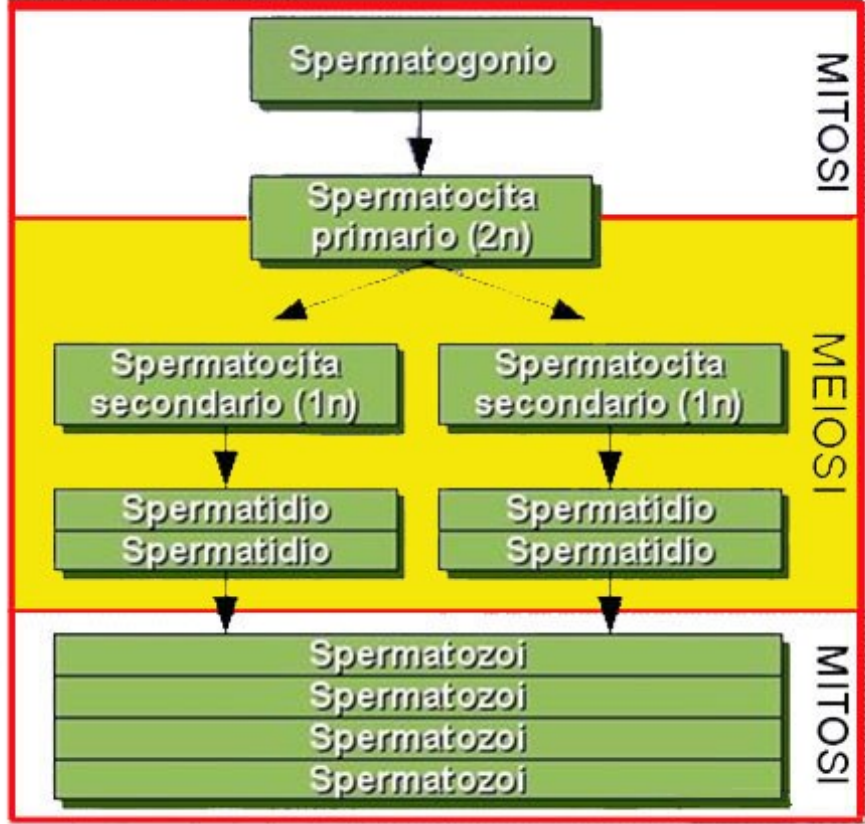 Spermatogonio
MITOSI
Spermatocita
primario (2n)
Spermatocita
secondario (1n)
Spermatocita
secondario (1n)
MEIOSI
Spermatidio
Spermatidio
Spermatidio
Spermatidio
Spermatozoi
Spermatozoi
Spermatozoi
Spermatozoi
MITOSI